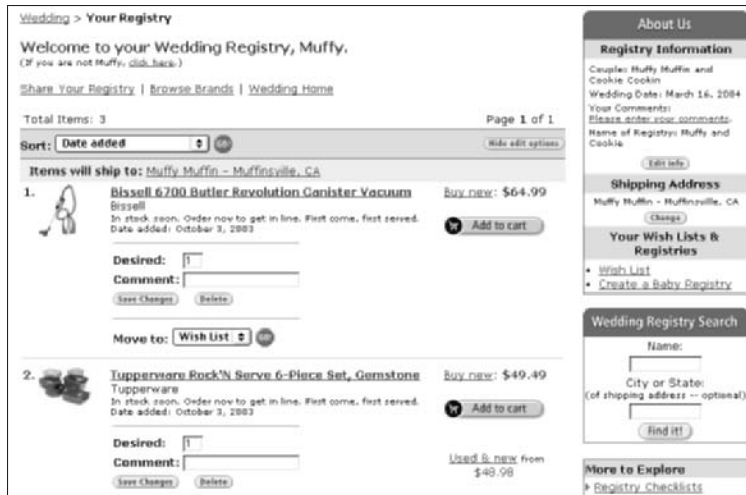 Wedding > Your Registry
Welcome to your Wedding Registry, Muffy.
(If you are not Muffy, click here.)
Share Your Registry | Browse Brands | Wedding Home
Total Items: 3
Page 1 of 1
Sort: Date added GO!
Hide edit options
Items will ship to: Muffy Muffin - Muffinsville, CA
1.
Bissell 6700 Butler Revolution Canister Vacuum
Bissell
In stock soon. Order now to get in line. First come, first served.
Date added: October 3, 2003
Buy new: $64.99
Add to cart
Desired: 1
Comment:
Save Changes Delete
Move to: Wish List GO!
2.
Tupperware Rock'N Serve 6-Piece Set, Gemstone
Tupperware
In stock soon. Order now to get in line. First come, first served.
Date added: October 3, 2003
Buy new: $49.49
Add to cart
Desired: 1
Comment:
Save Changes Delete
Used & new from
$48.98
About Us
Registry Information
Couple: Muffy Muffin and
Cookie Cookin
Wedding Date: March 16, 2004
Your Comments:
Please enter your comments.
Name of Registry: Muffy and
Cookie
Edit info
Shipping Address
Muffy Muffin - Muffinsville, CA
Change
Your Wish Lists &
Registries
• Wish List
• Create a Baby Registry
Wedding Registry Search
Name:
City or State:
(of shipping address -- optional)
Find it!
More to Explore
Registry Checklists